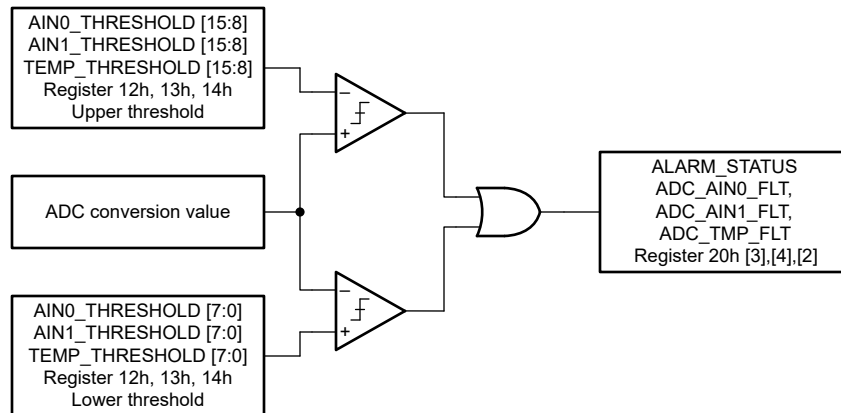 AIN0_THRESHOLD [15:8]
AIN1_THRESHOLD [15:8]
TEMP_THRESHOLD [15:8]
Register 12h, 13h, 14h
Upper threshold
−
+
ADC conversion value
ALARM_STATUS
ADC_AIN0_FLT,
ADC_AIN1_FLT,
ADC_TMP_FLT
Register 20h [3],[4],[2]
−
+
AIN0_THRESHOLD [7:0]
AIN1_THRESHOLD [7:0]
TEMP_THRESHOLD [7:0]
Register 12h, 13h, 14h
Lower threshold